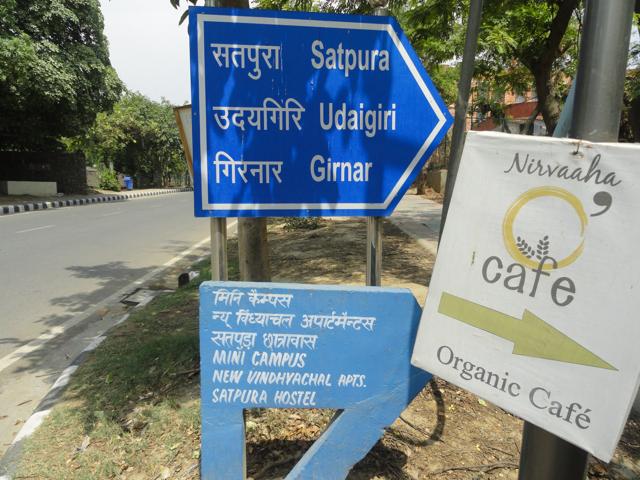 सतपुरा Satpura
उदयगिरि Udaigiri
गिरनार Girnar
मिनि कैम्पस
न्यू विंध्याचल अपार्टमैन्टस
सतपुड़ा छात्रावास
MINI CAMPUS
NEW VINDHYACHAL APTS.
SATPURA HOSTEL
Nirvaaha
cafe
Organic Café